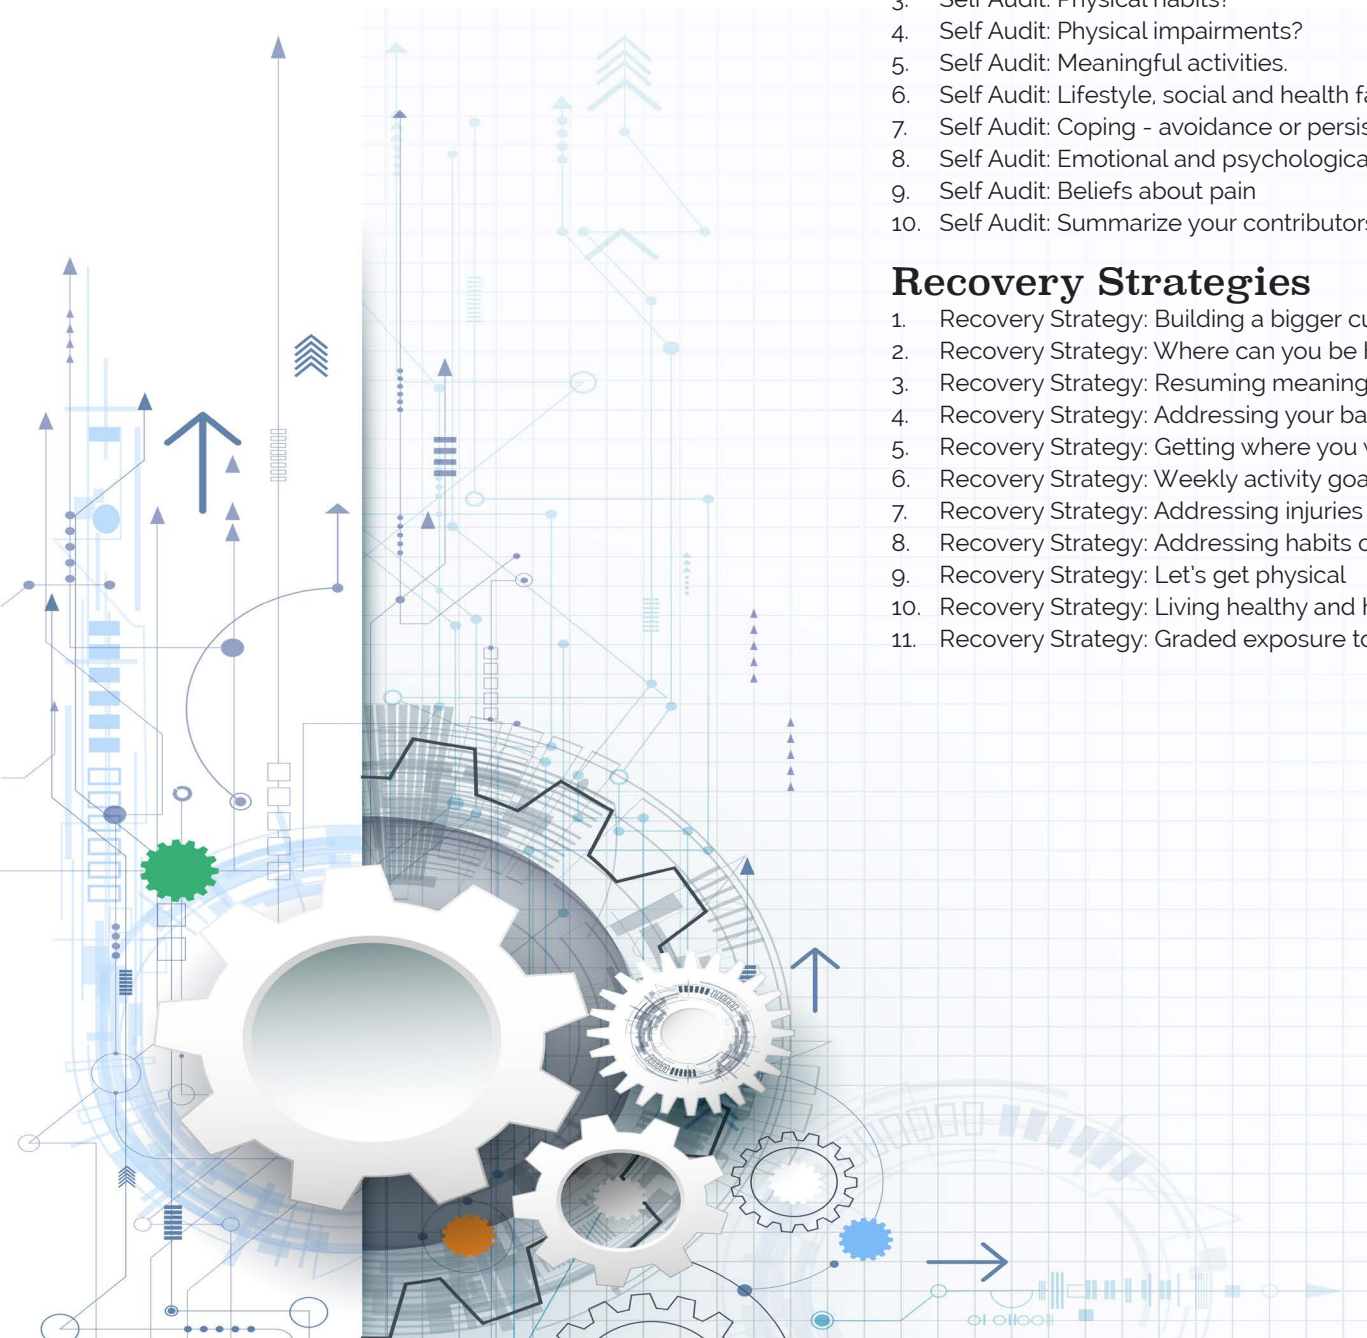 3. Self Audit: Physical habits?
4. Self Audit: Physical impairments?
5. Self Audit: Meaningful activities.
6. Self Audit: Lifestyle, social and health
7. Self Audit: Coping - avoidance or
8. Self Audit: Emotional and
9. Self Audit: Beliefs about pain
10. Self Audit: Summarize your
Recovery Strategies
1. Recovery Strategy: Building a bigger
2. Recovery Strategy: Where can you be
3. Recovery Strategy: Resuming
4. Recovery Strategy: Addressing your
5. Recovery Strategy: Getting where you
6. Recovery Strategy: Weekly activity
7. Recovery Strategy: Addressing injuries
8. Recovery Strategy: Addressing habits
9. Recovery Strategy: Let's get physical
10. Recovery Strategy: Living healthy and
11. Recovery Strategy: Graded exposure